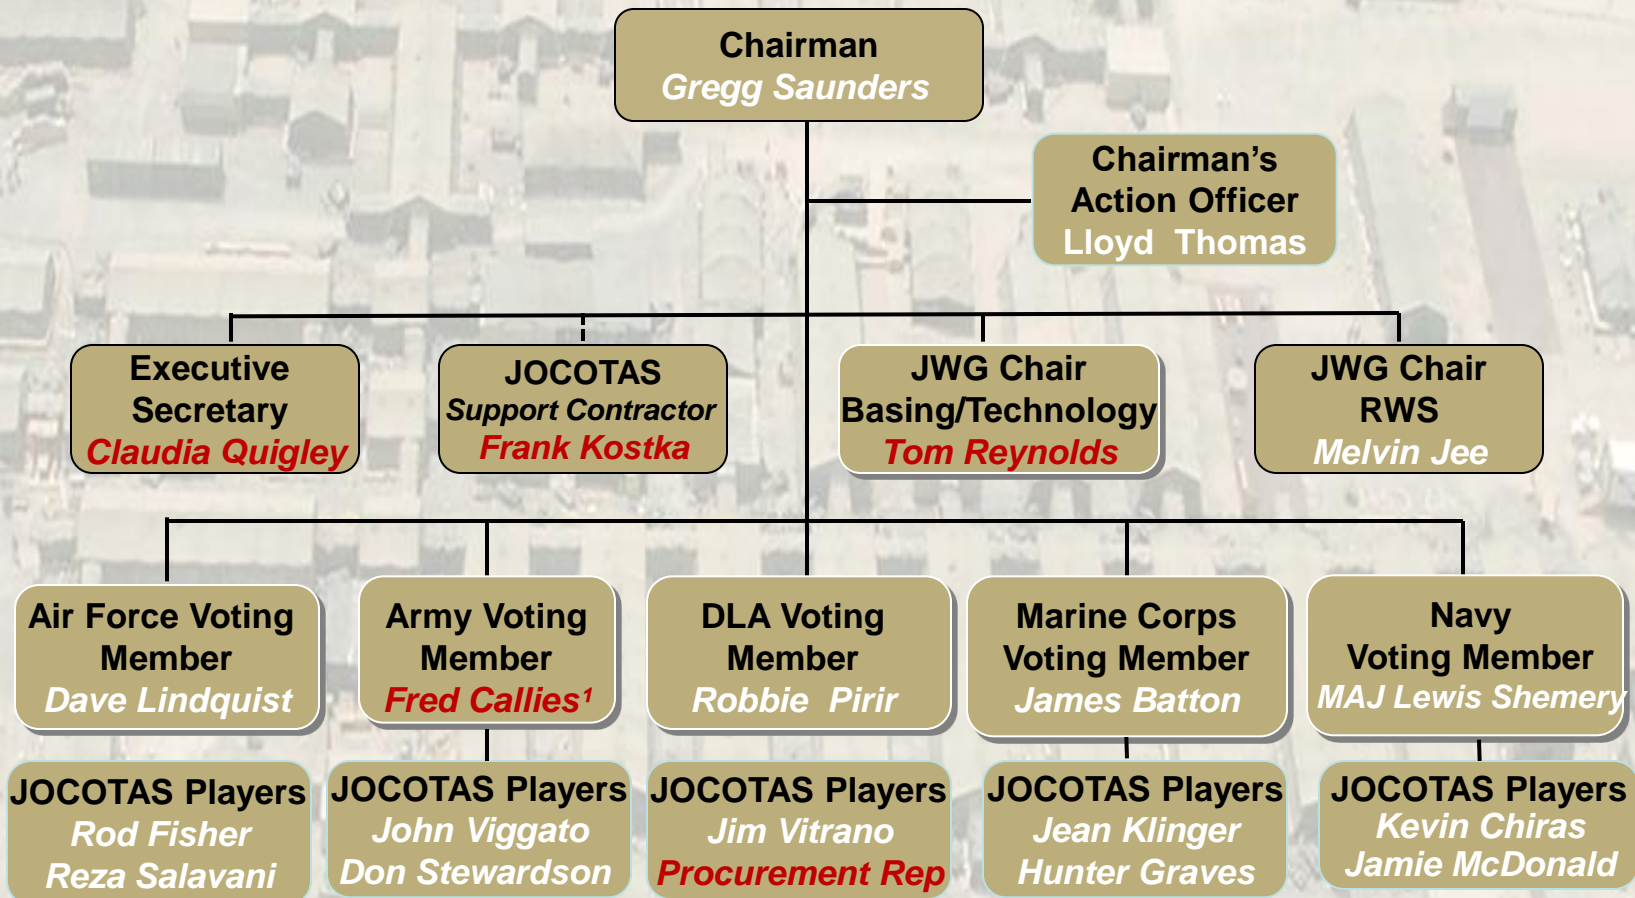 Chairman
Gregg Saunders
Chairman’s
Action Officer
Lloyd Thomas
Executive
Secretary
Claudia Quigley
JOCOTAS
Support Contractor
Frank Kostka
JWG Chair
Basing/Technology
Tom Reynolds
JWG Chair
RWS
Melvin Jee
Air Force Voting
Member
Dave Lindquist
Army Voting
Member
Fred Callies¹
DLA Voting
Member
Robbie Pirir
Marine Corps
Voting Member
James Batton
Navy
Voting Member
MAJ Lewis Shemery
JOCOTAS Players
Rod Fisher
Reza Salavani
JOCOTAS Players
John Viggato
Don Stewardson
JOCOTAS Players
Jim Vitrano
Procurement Rep
JOCOTAS Players
Jean Klinger
Hunter Graves
JOCOTAS Players
Kevin Chiras
Jamie McDonald